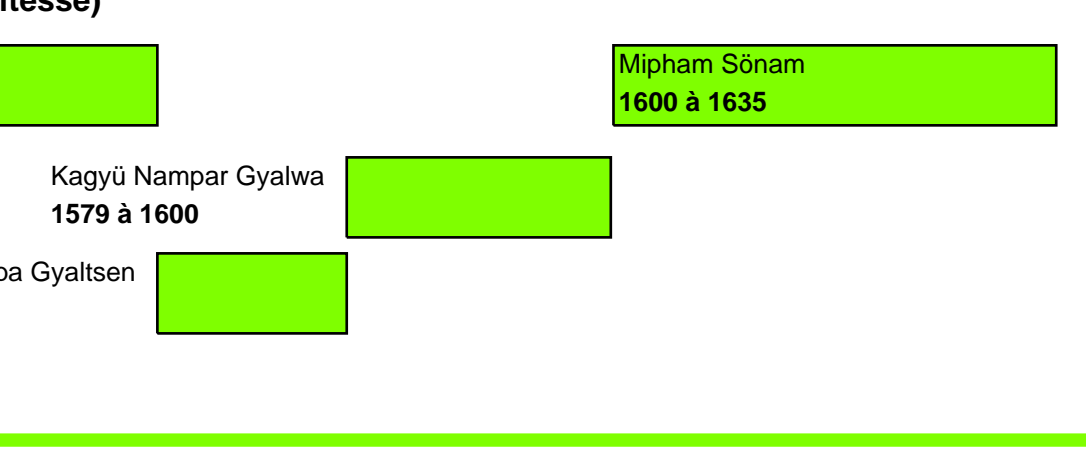 Mipham Sönam
1600 à 1635
Kagyü Nampar Gyalwa
1579 à 1600
Gyaltsen